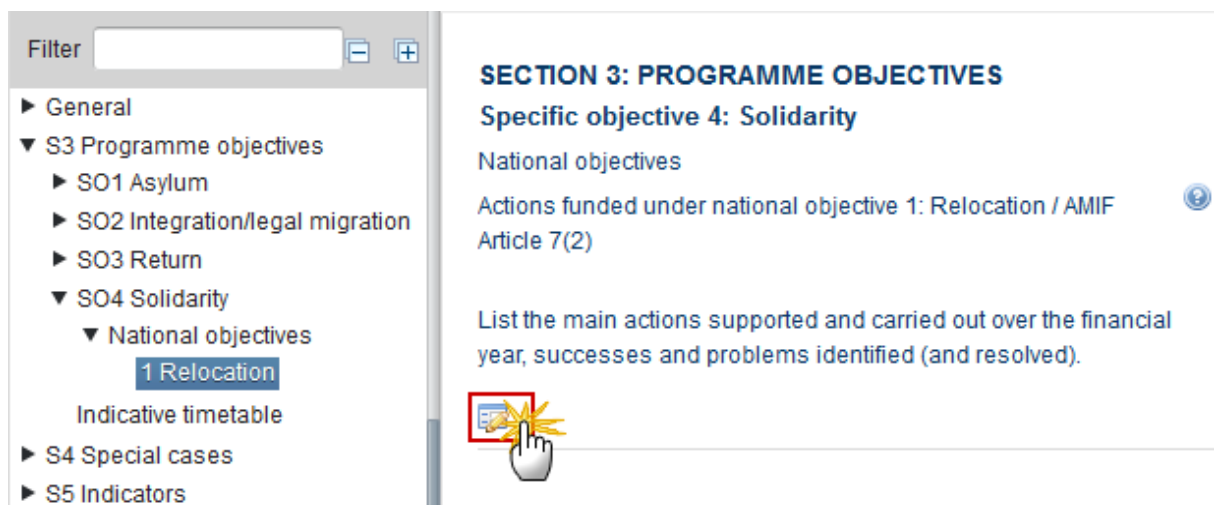 Filter
General
S3 Programme objectives
SO1 Asylum
SO2 Integration/legal migration
SO3 Return
SO4 Solidarity
National objectives
1 Relocation
Indicative timetable
S4 Special cases
S5 Indicators
SECTION 3: PROGRAMME OBJECTIVES
Specific objective 4: Solidarity
National objectives
Actions funded under national objective 1: Relocation / AMIF
Article 7(2)
List the main actions supported and carried out over the financial
year, successes and problems identified (and resolved).